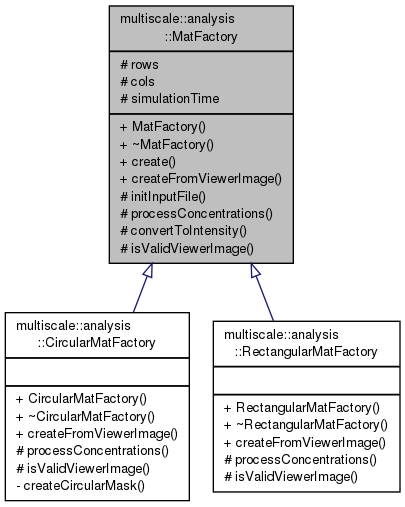 multiscale::analysis
::MatFactory
# rows
# cols
# simulationTime
+ MatFactory()
+ ~MatFactory()
+ create()
+ createFromViewerImage()
# initInputFile()
# processConcentrations()
# convertToIntensity()
# isValidViewerImage()
multiscale::analysis
::CircularMatFactory
+ CircularMatFactory()
+ ~CircularMatFactory()
+ createFromViewerImage()
# processConcentrations()
# isValidViewerImage()
- createCircularMask()
multiscale::analysis
::RectangularMatFactory
+ RectangularMatFactory()
+ ~RectangularMatFactory()
+ createFromViewerImage()
# processConcentrations()
# isValidViewerImage()